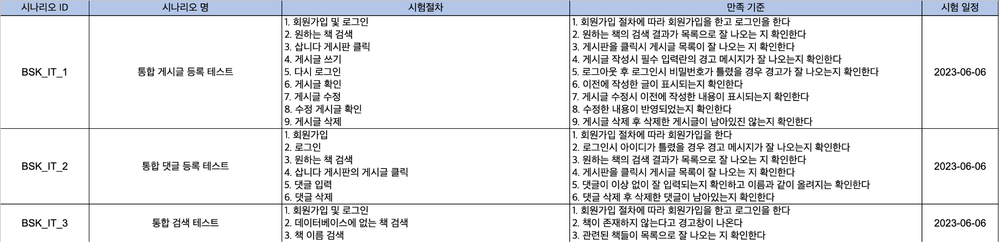 시나리오 ID 시나리오 명 시험절차 만족 기준 시험 일정
BSK_IT_1
통합 게시글 등록 테스트
1. 회원가입 및 로그인
2. 원하는 책 검색
3. 삽니다 게시판 클릭
4. 게시글 쓰기
5. 다시 로그인
6. 게시글 확인
7. 게시글 수정
8. 수정 게시글 확인
9. 게시글 삭제
1. 회원가입 절차에 따라 회원가입을 한고 로그인을 한다
2. 원하는 책의 검색 결과가 목록으로 잘 나오는 지 확인한다
3. 게시판을 클릭시 게시글 목록이 잘 나오는 지 확인한다
4. 게시글 작성시 필수 입력란의 경고 메시지가 잘 나오는지 확인한다
5. 로그아웃 후 로그인시 비밀번호가 틀렸을 경우 경고가 잘 나오는지 확인한다
6. 이전에 작성한 글이 표시되는지 확인한다
7. 게시글 수정시 이전에 작성한 내용이 표시되는지 확인한다
8. 수정한 내용이 반영되었는지 확인한다
9. 게시글 삭제 후 삭제한 게시글이 남아있진 않는지 확인한다
2023-06-06
BSK_IT_2
통합 댓글 등록 테스트
1. 회원가입
2. 로그인
3. 원하는 책 검색
4. 삽니다 게시판의 게시글 클릭
5. 댓글 입력
6. 댓글 삭제
1. 회원가입 절차에 따라 회원가입을 한다
2. 로그인시 아이디가 틀렸을 경우 경고 메시지가 잘 나오는지 확인한다
3. 원하는 책의 검색 결과가 목록으로 잘 나오는 지 확인한다
4. 게시판을 클릭시 게시글 목록이 잘 나오는 지 확인한다
5. 댓글이 이상 없이 잘 입력되는지 확인하고 이름과 같이 올려지는 확인한다
6. 댓글 삭제 후 삭제한 댓글이 남아있는지 확인한다
2023-06-06
BSK_IT_3
통합 검색 테스트
1. 회원가입 및 로그인
2. 데이터베이스에 없는 책 검색
3. 책 이름 검색
1. 회원가입 절차에 따라 회원가입을 한고 로그인을 한다
2. 책이 존재하지 않는다고 경고창이 나온다
3. 관련된 책들이 목록으로 잘 나오는 지 확인한다
2023-06-06